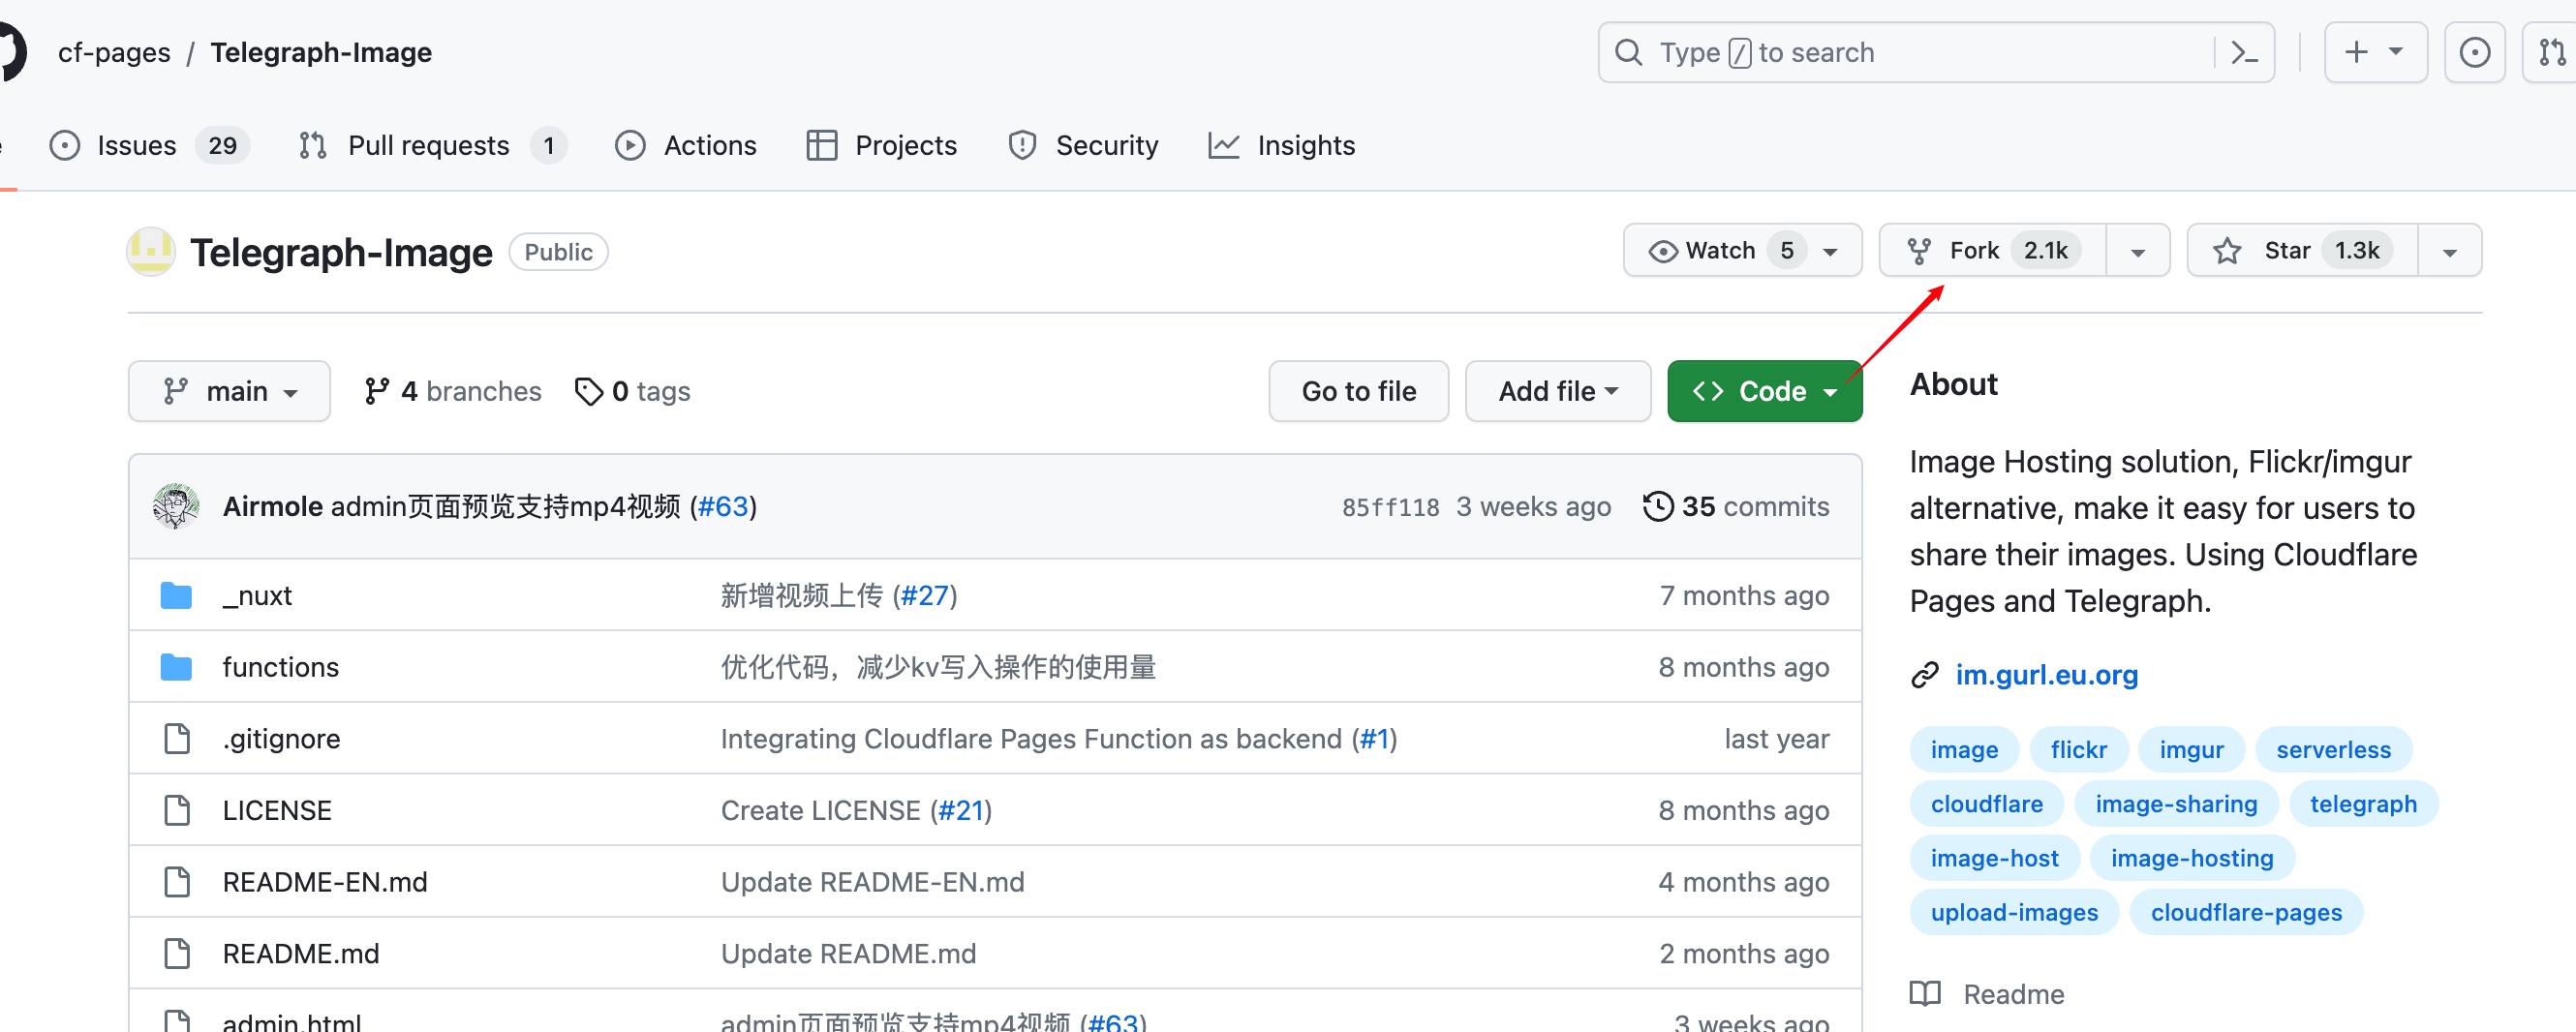 cf-pages / Telegraph-Image
Type / to search
Issues 29 Pull requests 1 Actions Projects Security Insights
Telegraph-Image Public
Watch 5 Fork 2.1k Star 1.3k
main 4 branches 0 tags Go to file Add file Code
Airmole admin页面预览支持mp4视频 (#63) 85ff118 3 weeks ago 35 commits
_nuxt 新增视频上传 (#27) 7 months ago
functions 优化代码，减少kv写入操作的使用量 8 months ago
.gitignore Integrating Cloudflare Pages Function as backend (#1) last year
LICENSE Create LICENSE (#21) 8 months ago
README-EN.md Update README-EN.md 4 months ago
README.md Update README.md 2 months ago
admin.html admin页面预览支持mp4视频 (#63) 3 weeks ago
About
Image Hosting solution, Flickr/imgur
alternative, make it easy for users to
share their images. Using Cloudflare
Pages and Telegraph.
im.gurl.eu.org
image flickr imgur serverless
cloudflare image-sharing telegraph
image-host image-hosting
upload-images cloudflare-pages
Readme